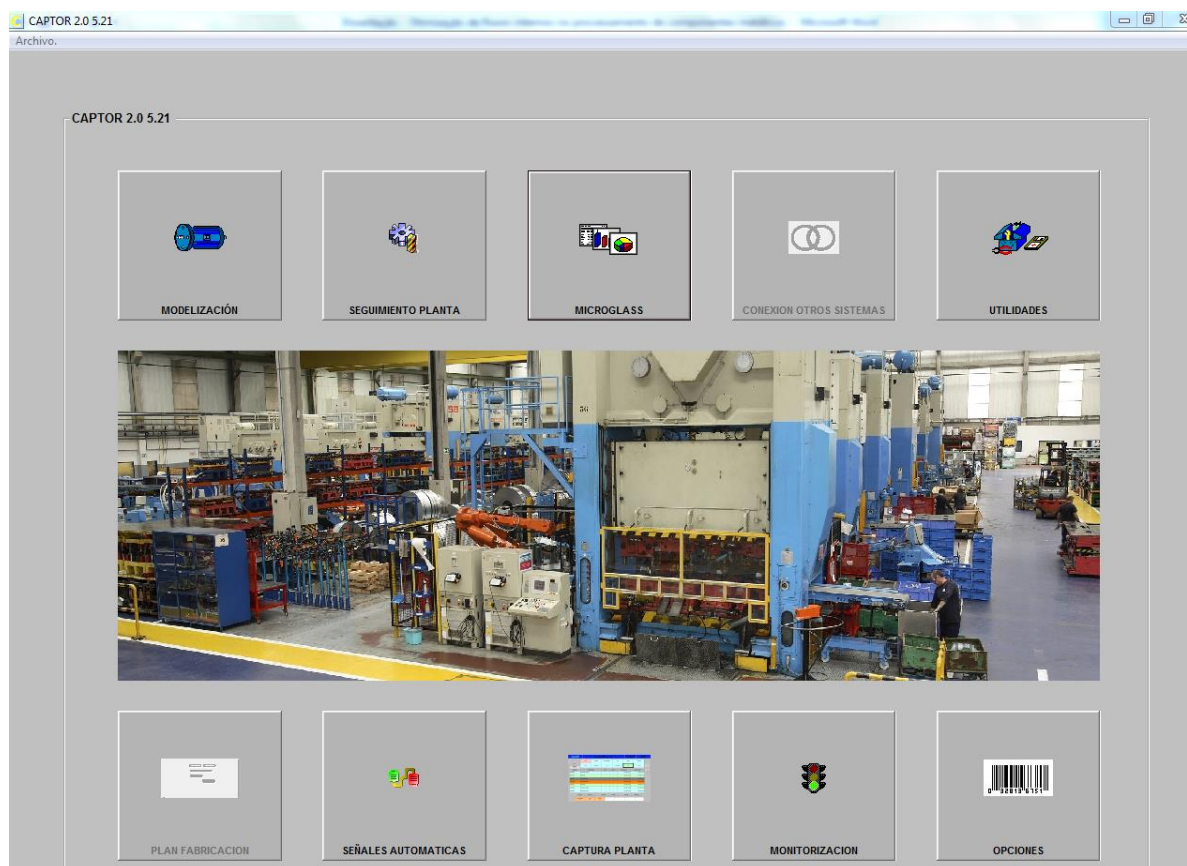 CAPTOR 2.0 5.21
Archivo.
CAPTOR 2.0 5.21
MODELIZACIÓN
SEGUIMIENTO PLANTA
MICROGLASS
CONEXION OTROS SISTEMAS
UTILIDADES
56
PLAN FABRICACION
SEÑALES AUTOMATICAS
CAPTURA PLANTA
MONITORIZACION
OPCIONES